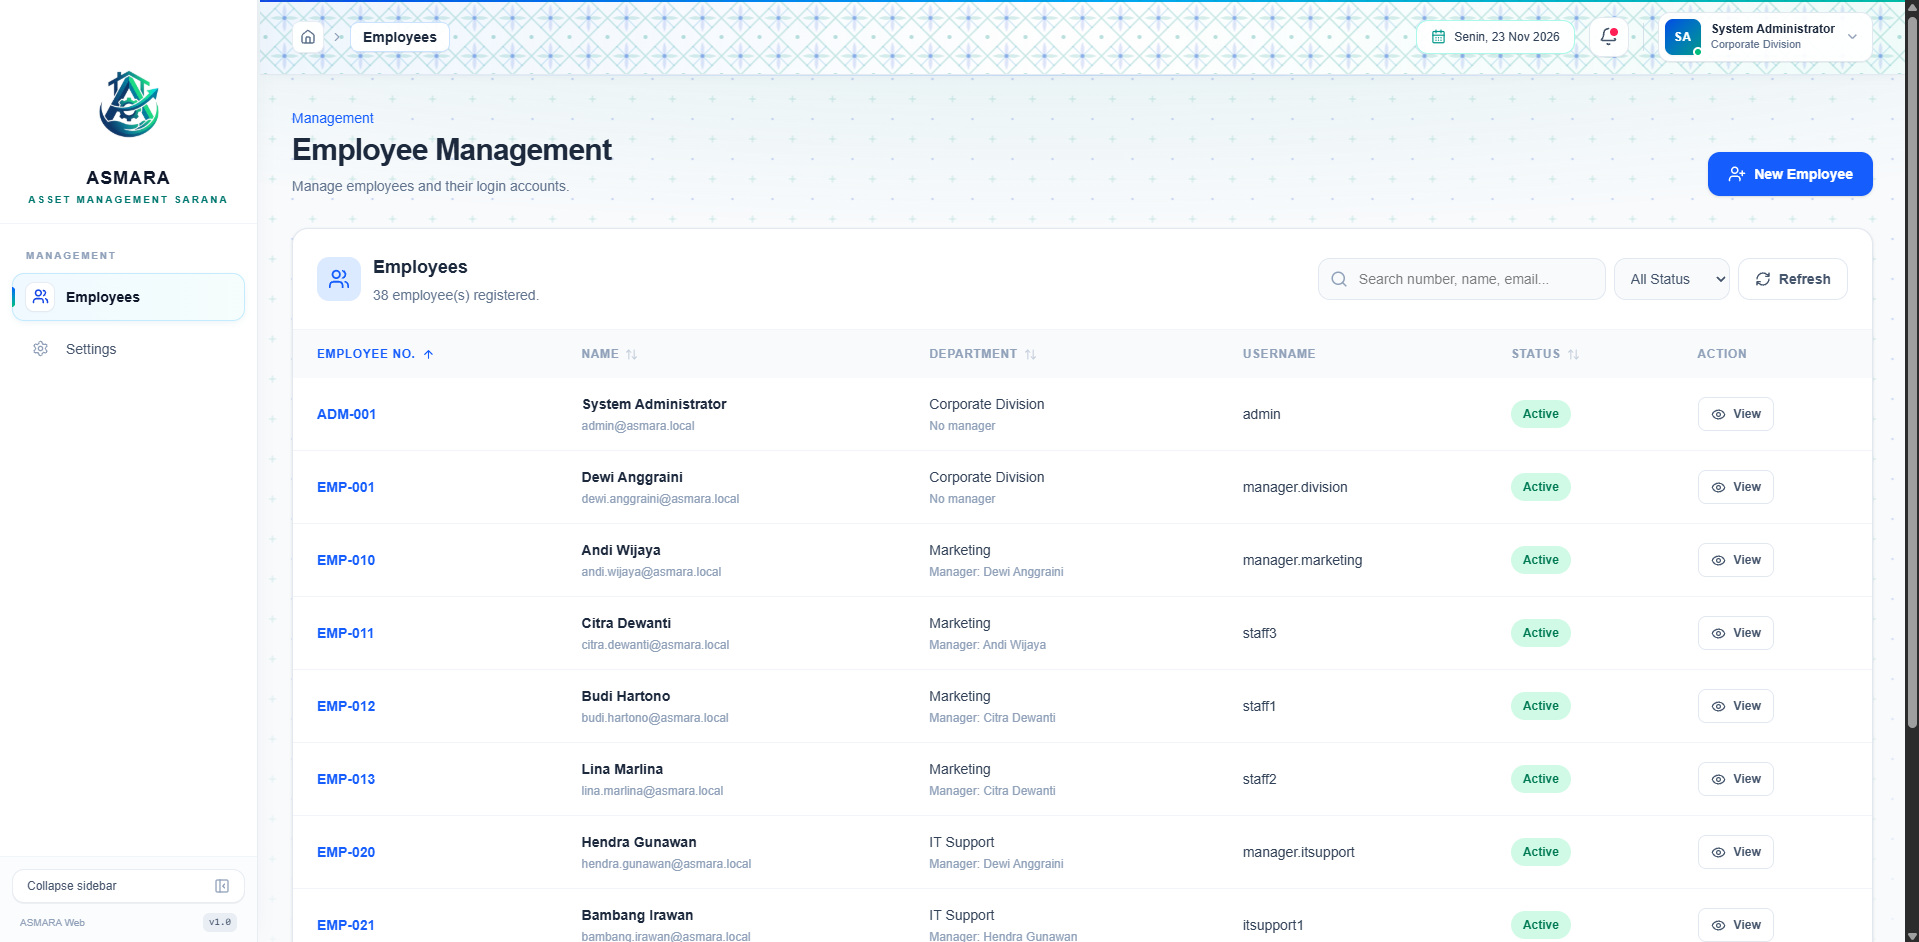 ASMARA
ASSET MANAGEMENT SARANA
MANAGEMENT
Employees
Settings
Collapse sidebar
ASMARA Web
v1.0
Employees
Senin, 23 Nov 2026
SA
System Administrator
Corporate Division
Management
Employee Management
Manage employees and their login accounts.
New Employee
Employees
38 employee(s) registered.
Search number, name, email...
All Status
Refresh
EMPLOYEE NO. NAME DEPARTMENT USERNAME STATUS ACTION
ADM-001 System Administrator Corporate Division admin Active View
admin@asmara.local No manager
EMP-001 Dewi Anggraini Corporate Division manager.division Active View
dewi.anggraini@asmara.local No manager
EMP-010 Andi Wijaya Marketing manager.marketing Active View
andi.wijaya@asmara.local Manager: Dewi Anggraini
EMP-011 Citra Dewanti Marketing staff3 Active View
citra.dewanti@asmara.local Manager: Andi Wijaya
EMP-012 Budi Hartono Marketing staff1 Active View
budi.hartono@asmara.local Manager: Citra Dewanti
EMP-013 Lina Marlina Marketing staff2 Active View
lina.marlina@asmara.local Manager: Citra Dewanti
EMP-020 Hendra Gunawan IT Support manager.itsupport Active View
hendra.gunawan@asmara.local Manager: Dewi Anggraini
EMP-021 Bambang Irawan IT Support itsupport1 Active View
bambang.irawan@asmara.local Manager: Hendra Gunawan